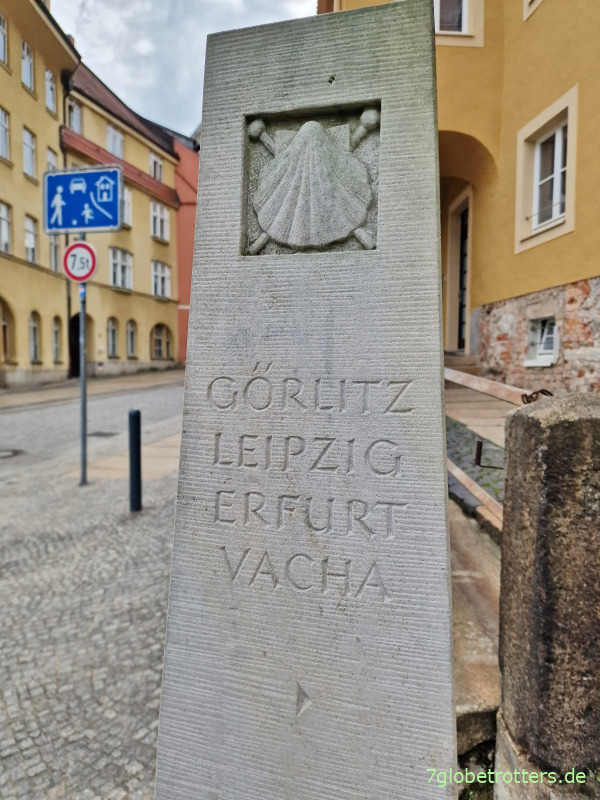 7,5t
GŐRLITZ
LEIPZIG
ERFURT
VACHA
7globetrotters.de